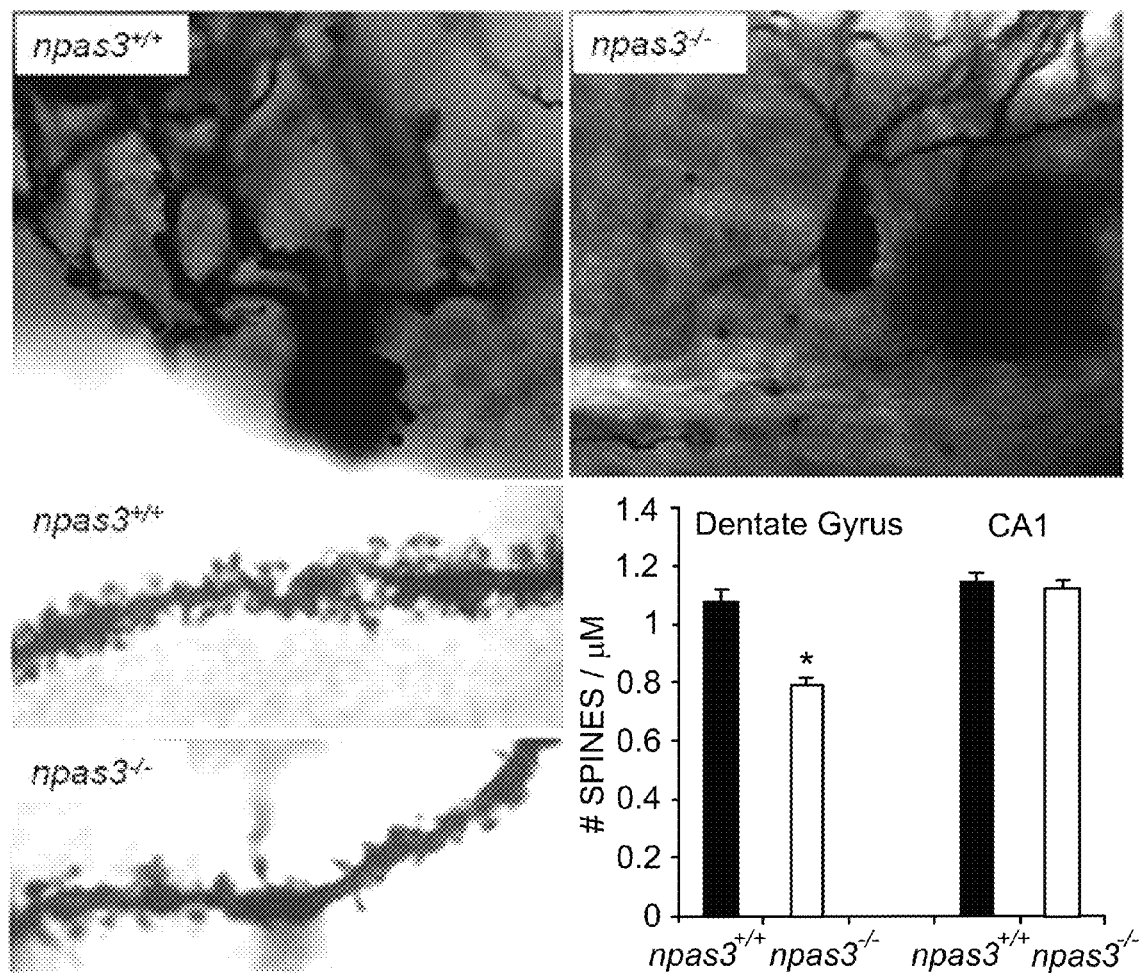 npas3+/+
npas3-/-
npas3+/+
npas3-/-
# SPINES / μM
1.4
1.2
1
0.8
0.6
0.4
0.2
0
Dentate Gyrus CA1
*
npas3+/+ npas3-/- npas3+/+ npas3-/-